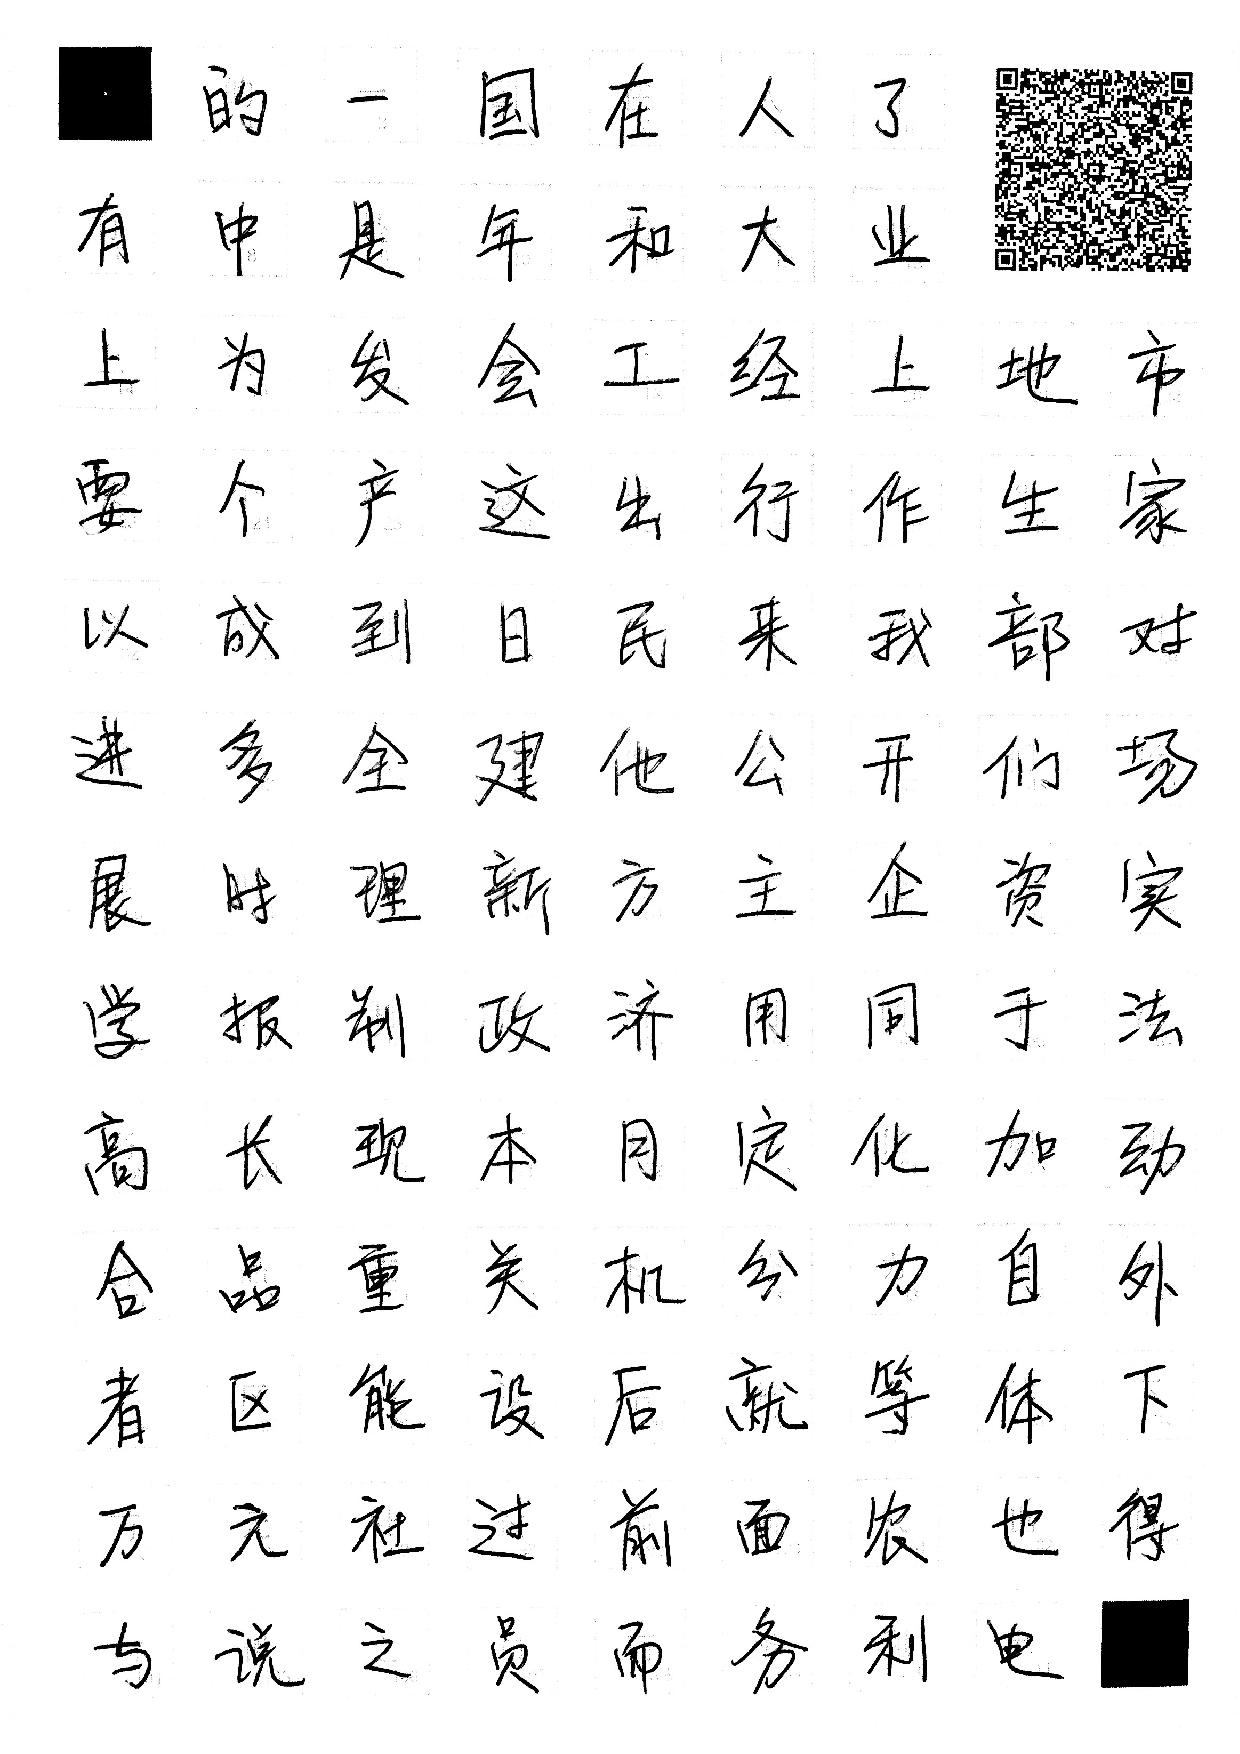 的一国在人了
有中是年和大业
上为发会工经上地市
要个产这出行作生家
以成到日民来我部对
进多全建他公开们场
展时理新方主企资实
学报制政济用同于法
高长现本月定化加动
合品重关机分力自外
者区能设后就等体下
万元社过前面农也得
与说之员而务利电